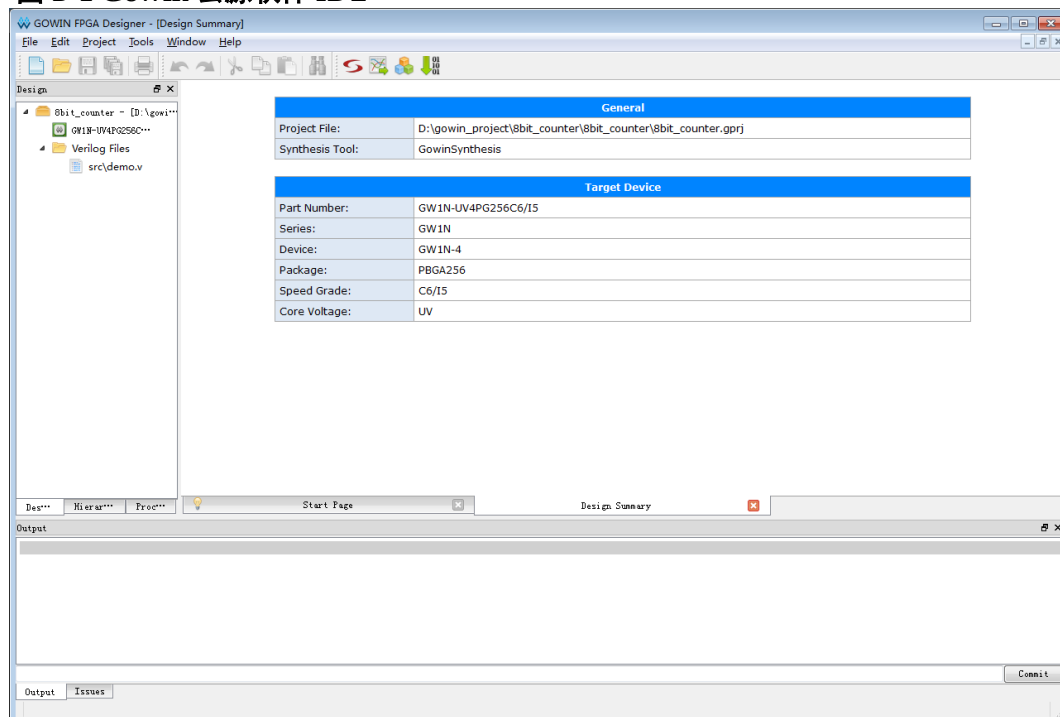 GOWIN FPGA Designer - [Design Summary]
File Edit Project Tools Window Help
Design
8bit_counter - [D:\gowi···
GW1N-UV4PG256C···
Verilog Files
src\demo.v
General
Project File: D:\gowin_project\8bit_counter\8bit_counter\8bit_counter.gprj
Synthesis Tool: GowinSynthesis
Target Device
Part Number: GW1N-UV4PG256C6/I5
Series: GW1N
Device: GW1N-4
Package: PBGA256
Speed Grade: C6/I5
Core Voltage: UV
Des··· Hierar··· Proc··· Start Page Design Summary
Output
Commit
Output Issues